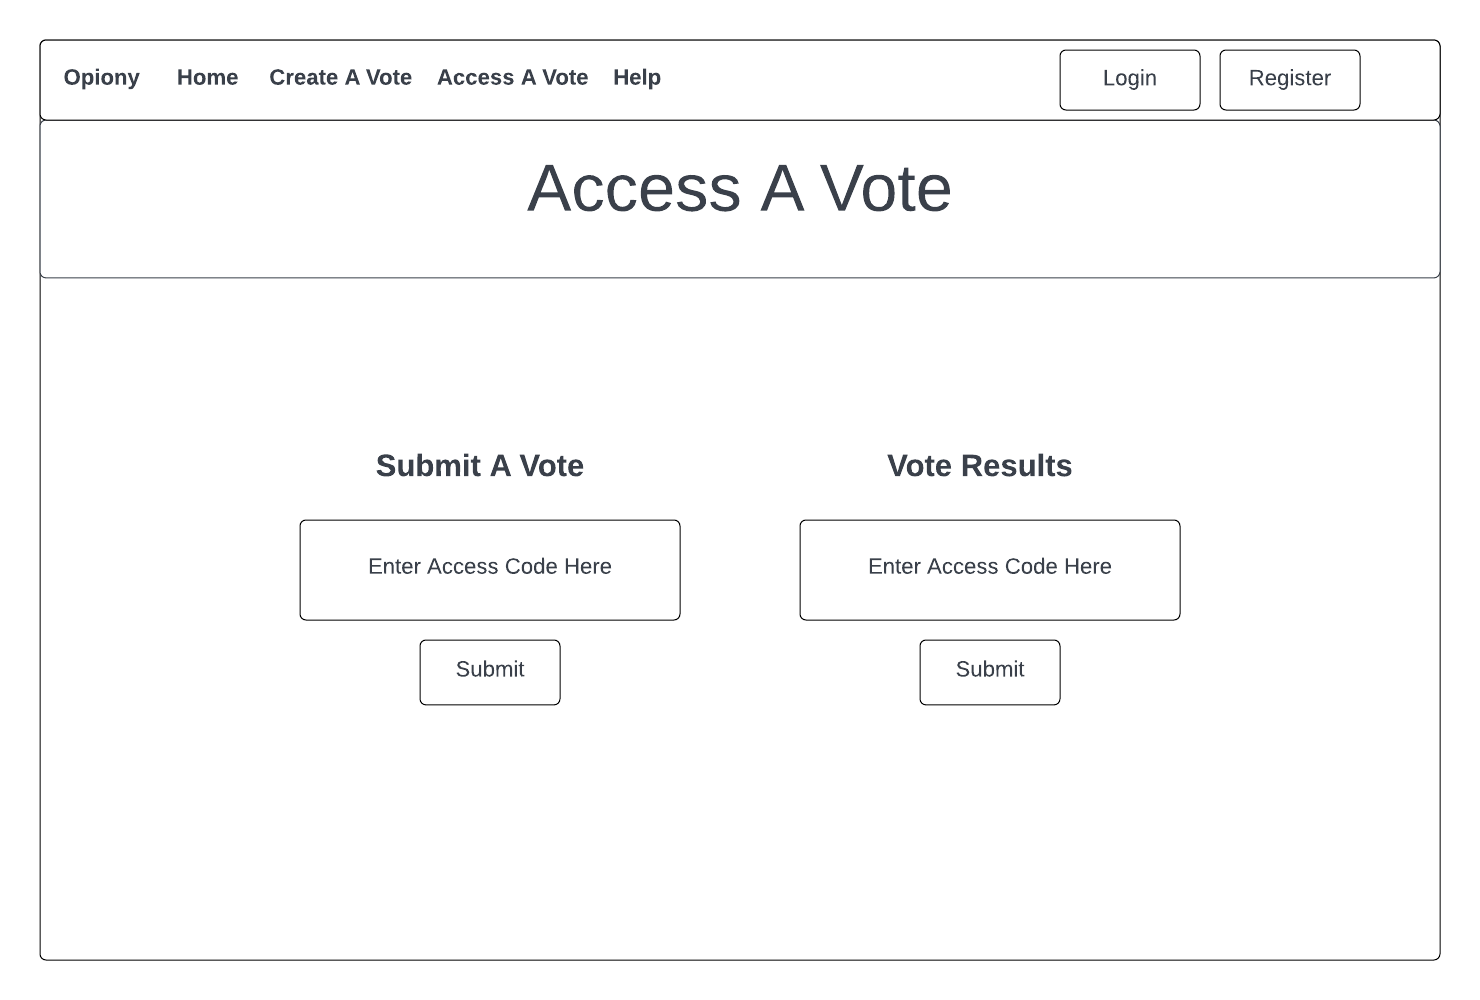 Opiony Home Create A Vote Access A Vote Help Login Register
Access A Vote
Submit A Vote Vote Results
Enter Access Code Here Enter Access Code Here
Submit Submit